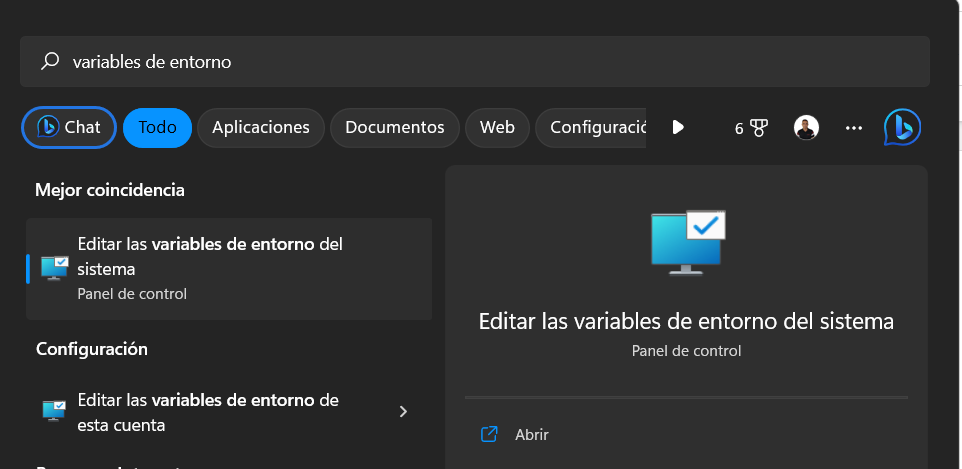 variables de entorno
Chat
Todo
Aplicaciones
Documentos
Web
Configuració
6
Mejor coincidencia
Editar las variables de entorno del
sistema
Panel de control
Configuración
Editar las variables de entorno de
esta cuenta
Editar las variables de entorno del sistema
Panel de control
Abrir